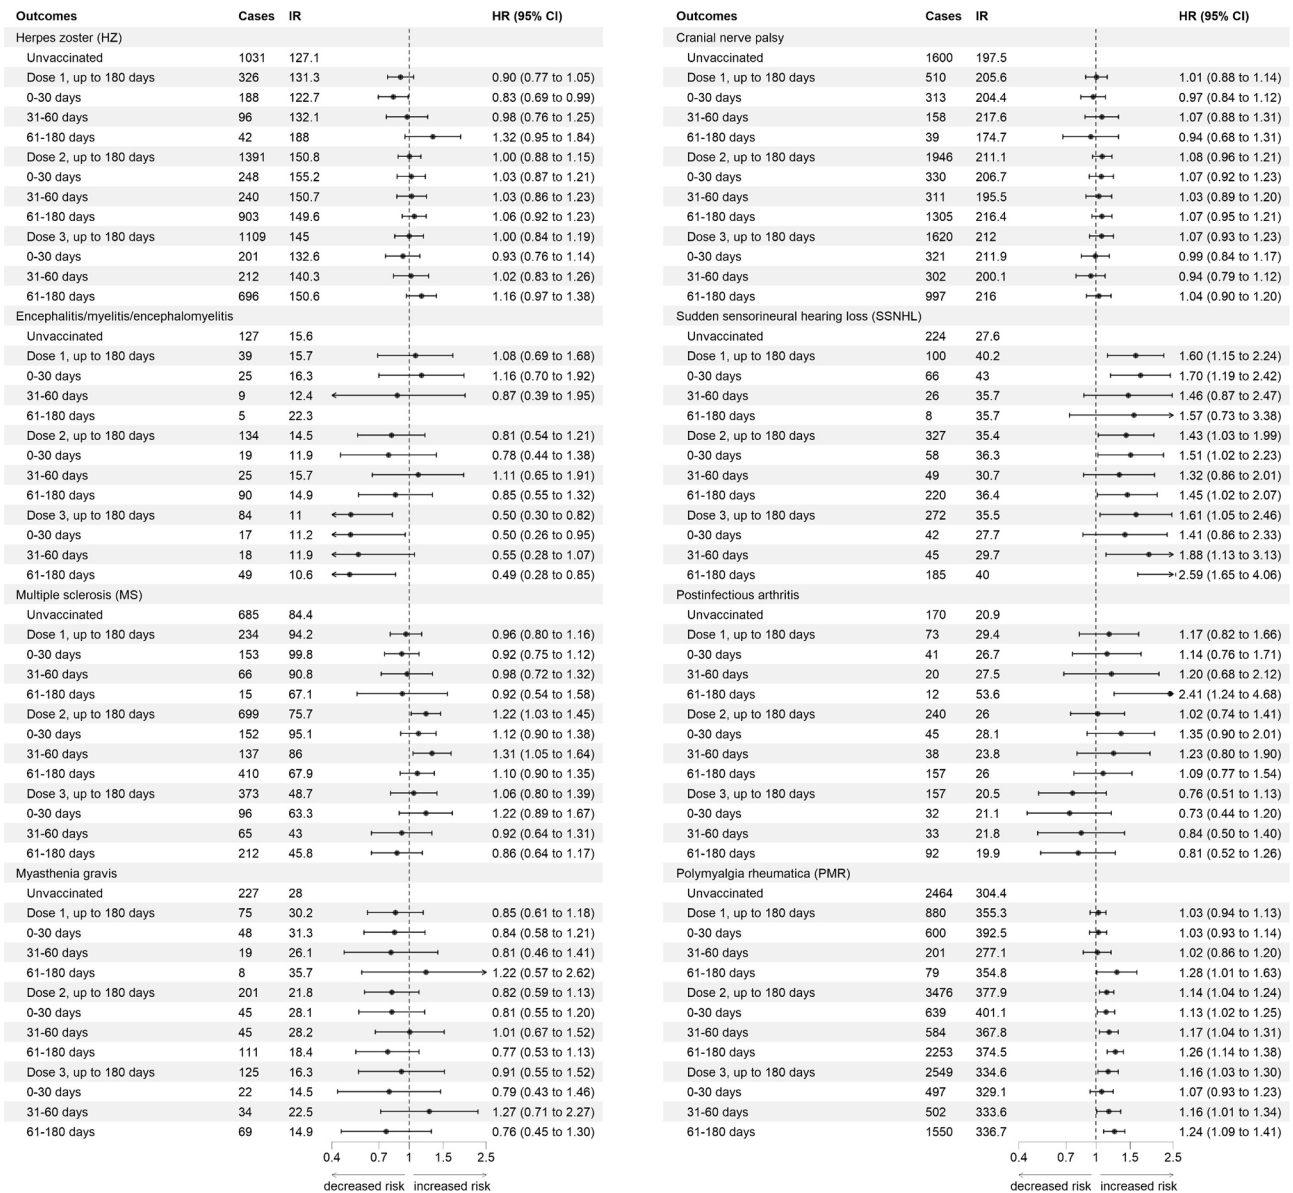 Outcomes Cases IR HR (95% CI)
Herpes zoster (HZ)
Unvaccinated 1031 127.1
Dose 1, up to 180 days 326 131.3 0.90 (0.77 to 1.05)
0-30 days 188 122.7 0.83 (0.69 to 0.99)
31-60 days 96 132.1 0.98 (0.76 to 1.25)
61-180 days 42 188 1.32 (0.95 to 1.84)
Dose 2, up to 180 days 1391 150.8 1.00 (0.88 to 1.15)
0-30 days 248 155.2 1.03 (0.87 to 1.21)
31-60 days 240 150.7 1.03 (0.86 to 1.23)
61-180 days 903 149.6 1.06 (0.92 to 1.23)
Dose 3, up to 180 days 1109 145 1.00 (0.84 to 1.19)
0-30 days 201 132.6 0.93 (0.76 to 1.14)
31-60 days 212 140.3 1.02 (0.83 to 1.26)
61-180 days 696 150.6 1.16 (0.97 to 1.38)
Encephalitis/myelitis/encephalomyelitis
Unvaccinated 127 15.6
Dose 1, up to 180 days 39 15.7 1.08 (0.69 to 1.68)
0-30 days 25 16.3 1.16 (0.70 to 1.92)
31-60 days 9 12.4 0.87 (0.39 to 1.95)
61-180 days 5 22.3
Dose 2, up to 180 days 134 14.5 0.81 (0.54 to 1.21)
0-30 days 19 11.9 0.78 (0.44 to 1.38)
31-60 days 25 15.7 1.11 (0.65 to 1.91)
61-180 days 90 14.9 0.85 (0.55 to 1.32)
Dose 3, up to 180 days 84 11 0.50 (0.30 to 0.82)
0-30 days 17 11.2 0.50 (0.26 to 0.95)
31-60 days 18 11.9 0.55 (0.28 to 1.07)
61-180 days 49 10.6 0.49 (0.28 to 0.85)
Multiple sclerosis (MS)
Unvaccinated 685 84.4
Dose 1, up to 180 days 234 94.2 0.96 (0.80 to 1.16)
0-30 days 153 99.8 0.92 (0.75 to 1.12)
31-60 days 66 90.8 0.98 (0.72 to 1.32)
61-180 days 15 67.1 0.92 (0.54 to 1.58)
Dose 2, up to 180 days 699 75.7 1.22 (1.03 to 1.45)
0-30 days 152 95.1 1.12 (0.90 to 1.38)
31-60 days 137 86 1.31 (1.05 to 1.64)
61-180 days 410 67.9 1.10 (0.90 to 1.35)
Dose 3, up to 180 days 373 48.7 1.06 (0.80 to 1.39)
0-30 days 96 63.3 1.22 (0.89 to 1.67)
31-60 days 65 43 0.92 (0.64 to 1.31)
61-180 days 212 45.8 0.86 (0.64 to 1.17)
Myasthenia gravis
Unvaccinated 227 28
Dose 1, up to 180 days 75 30.2 0.85 (0.61 to 1.18)
0-30 days 48 31.3 0.84 (0.58 to 1.21)
31-60 days 19 26.1 0.81 (0.46 to 1.41)
61-180 days 8 35.7 1.22 (0.57 to 2.62)
Dose 2, up to 180 days 201 21.8 0.82 (0.59 to 1.13)
0-30 days 45 28.1 0.81 (0.55 to 1.20)
31-60 days 45 28.2 1.01 (0.67 to 1.52)
61-180 days 111 18.4 0.77 (0.53 to 1.13)
Dose 3, up to 180 days 125 16.3 0.91 (0.55 to 1.52)
0-30 days 22 14.5 0.79 (0.43 to 1.46)
31-60 days 34 22.5 1.27 (0.71 to 2.27)
61-180 days 69 14.9 0.76 (0.45 to 1.30)
0.4 0.7 1 1.5 2.5
decreased risk increased risk
Outcomes Cases IR HR (95% CI)
Cranial nerve palsy
Unvaccinated 1600 197.5
Dose 1, up to 180 days 510 205.6 1.01 (0.88 to 1.14)
0-30 days 313 204.4 0.97 (0.84 to 1.12)
31-60 days 158 217.6 1.07 (0.88 to 1.31)
61-180 days 39 174.7 0.94 (0.68 to 1.31)
Dose 2, up to 180 days 1946 211.1 1.08 (0.96 to 1.21)
0-30 days 330 206.7 1.07 (0.92 to 1.23)
31-60 days 311 195.5 1.03 (0.89 to 1.20)
61-180 days 1305 216.4 1.07 (0.95 to 1.21)
Dose 3, up to 180 days 1620 212 1.07 (0.93 to 1.23)
0-30 days 321 211.9 0.99 (0.84 to 1.17)
31-60 days 302 200.1 0.94 (0.79 to 1.12)
61-180 days 997 216 1.04 (0.90 to 1.20)
Sudden sensorineural hearing loss (SSNHL)
Unvaccinated 224 27.6
Dose 1, up to 180 days 100 40.2 1.60 (1.15 to 2.24)
0-30 days 66 43 1.70 (1.19 to 2.42)
31-60 days 26 35.7 1.46 (0.87 to 2.47)
61-180 days 8 35.7 1.57 (0.73 to 3.38)
Dose 2, up to 180 days 327 35.4 1.43 (1.03 to 1.99)
0-30 days 58 36.3 1.51 (1.02 to 2.23)
31-60 days 49 30.7 1.32 (0.86 to 2.01)
61-180 days 220 36.4 1.45 (1.02 to 2.07)
Dose 3, up to 180 days 272 35.5 1.61 (1.05 to 2.46)
0-30 days 42 27.7 1.41 (0.86 to 2.33)
31-60 days 45 29.7 1.88 (1.13 to 3.13)
61-180 days 185 40 2.59 (1.65 to 4.06)
Postinfectious arthritis
Unvaccinated 170 20.9
Dose 1, up to 180 days 73 29.4 1.17 (0.82 to 1.66)
0-30 days 41 26.7 1.14 (0.76 to 1.71)
31-60 days 20 27.5 1.20 (0.68 to 2.12)
61-180 days 12 53.6 2.41 (1.24 to 4.68)
Dose 2, up to 180 days 240 26 1.02 (0.74 to 1.41)
0-30 days 45 28.1 1.35 (0.90 to 2.01)
31-60 days 38 23.8 1.23 (0.80 to 1.90)
61-180 days 157 26 1.09 (0.77 to 1.54)
Dose 3, up to 180 days 157 20.5 0.76 (0.51 to 1.13)
0-30 days 32 21.1 0.73 (0.44 to 1.20)
31-60 days 33 21.8 0.84 (0.50 to 1.40)
61-180 days 92 19.9 0.81 (0.52 to 1.26)
Polymyalgia rheumatica (PMR)
Unvaccinated 2464 304.4
Dose 1, up to 180 days 880 355.3 1.03 (0.94 to 1.13)
0-30 days 600 392.5 1.03 (0.93 to 1.14)
31-60 days 201 277.1 1.02 (0.86 to 1.20)
61-180 days 79 354.8 1.28 (1.01 to 1.63)
Dose 2, up to 180 days 3476 377.9 1.14 (1.04 to 1.24)
0-30 days 639 401.1 1.13 (1.02 to 1.25)
31-60 days 584 367.8 1.17 (1.04 to 1.31)
61-180 days 2253 374.5 1.26 (1.14 to 1.38)
Dose 3, up to 180 days 2549 334.6 1.16 (1.03 to 1.30)
0-30 days 497 329.1 1.07 (0.93 to 1.23)
31-60 days 502 333.6 1.16 (1.01 to 1.34)
61-180 days 1550 336.7 1.24 (1.09 to 1.41)
0.4 0.7 1 1.5 2.5
decreased risk increased risk